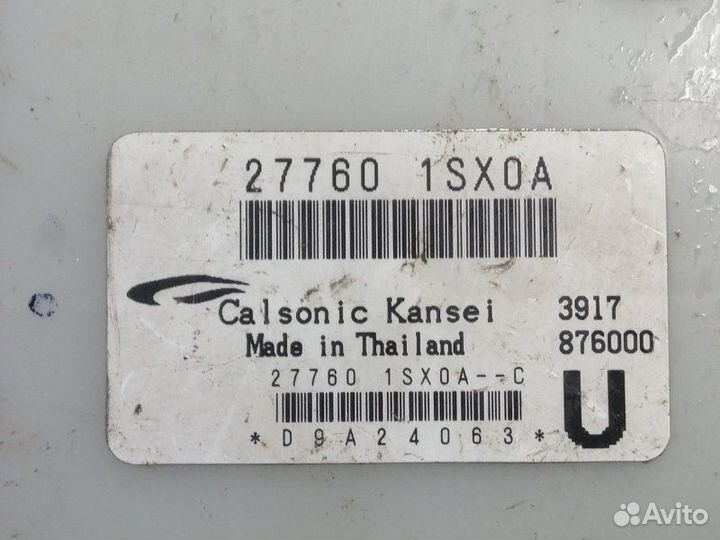 27760 1SX0A
Calsonic Kansei 3917
Made in Thailand 876000
27760 1SX0A--C
*D9A24063* U
Avito